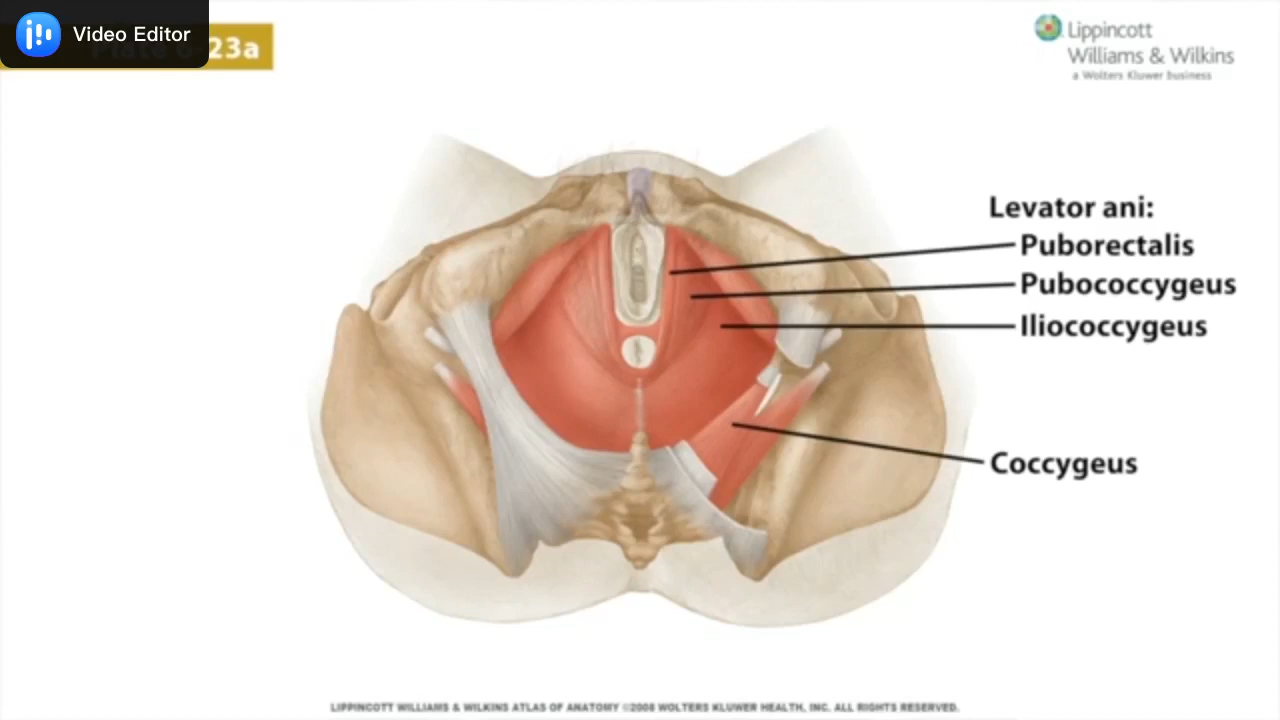 Video Editor
23a
Lippincott
Williams & Wilkins
a Wolters Kluwer business
Levator ani:
Puborectalis
Pubococcygeus
Iliococcygeus
Coccygeus
LIPPINCOTT WILLIAMS & WILKINS ATLAS OF ANATOMY ©2008 WOLTERS KLUWER HEALTH, INC. ALL RIGHTS RESERVED.